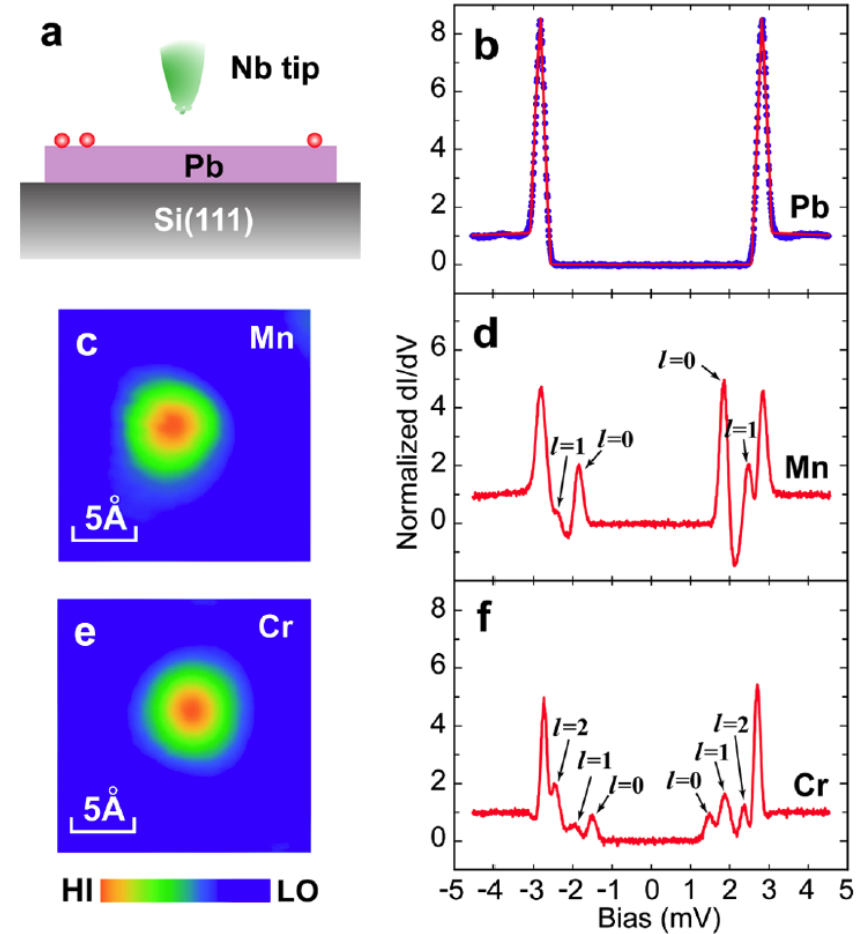 a
Nb tip
Pb
Si(111)
b
8
6
4
2
0
Pb
c
Mn
5Å
d
6
4
2
0
l=1
l=0
l=0
l=1
Mn
Normalized dI/dV
e
Cr
5Å
HI
LO
f
8
6
4
2
0
l=2
l=1
l=0
l=0
l=1
l=2
Cr
-5 -4 -3 -2 -1 0 1 2 3 4 5
Bias (mV)